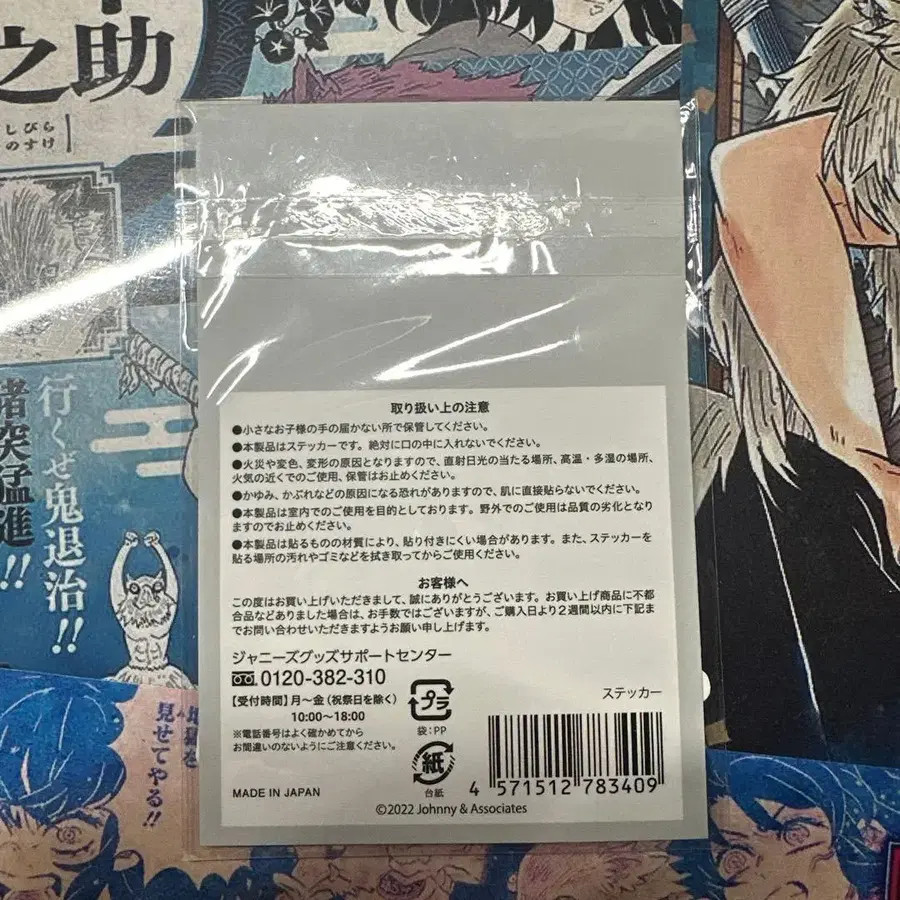 之助
しびら
のすけ
行くぜ鬼退治!!
猪突猛進
!!
見せてやる!!
取り扱い上の注意
●小さなお子様の手の届かない所で保管してください。
●本製品はステッカーです。絶対に口の中に入れないでください。
●火災や変色、変形の原因となりますので、直射日光の当たる場所、高温・多湿の場所、
火気の近くでのご使用、保管はお止めください。
●かゆみ、かぶれなどの原因になる恐れがありますので、肌に直接貼らないでください。
●本製品は室内でのご使用を目的としております。野外でのご使用は品質の劣化となり
ますのでお止めください。
●本製品は貼るものの材質により、貼り付きにくい場合があります。また、ステッカーを
貼る場所の汚れやゴミなどを拭き取ってからご使用ください。
お客様へ
この度はお買い上げいただきまして、誠にありがとうございます。お買い上げ商品に不都
合品などありました場合は、お手数ではございますが、ご購入日より2週間以内に下記ま
でお問い合わせいただきますようお願い申し上げます。
ジャニーズグッズサポートセンター
0120-382-310
【受付時間】月〜金（祝祭日を除く）
10:00〜18:00
※電話番号はよく確かめてから
お間違いのないようにご注意ください。
MADE IN JAPAN
プラ
袋:PP
紙
台紙
ステッカー
4 571512 783409
©2022 Johnny & Associates